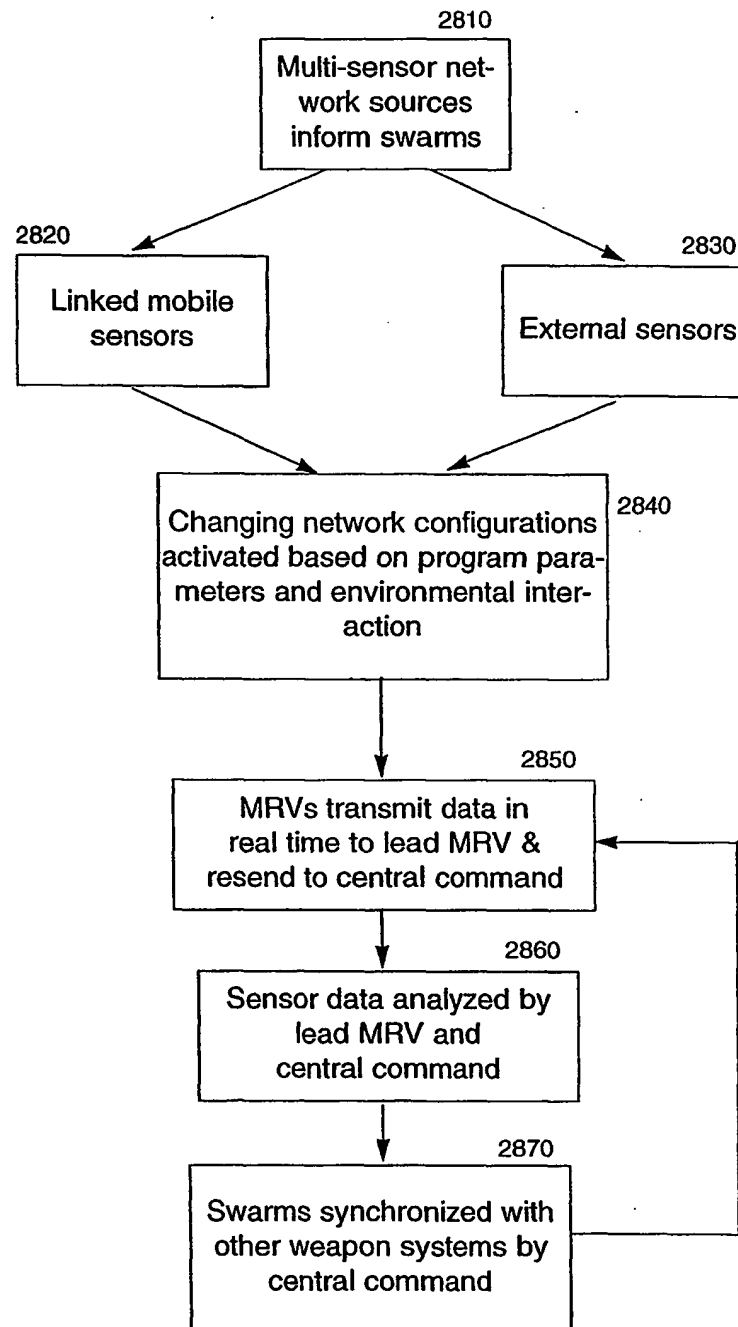 2810
Multi-sensor net-
work sources
inform swarms
2820
Linked mobile
sensors
2830
External sensors
2840
Changing network configurations
activated based on program para-
meters and environmental inter-
action
2850
MRVs transmit data in
real time to lead MRV &
resend to central command
2860
Sensor data analyzed by
lead MRV and
central command
2870
Swarms synchronized with
other weapon systems by
central command